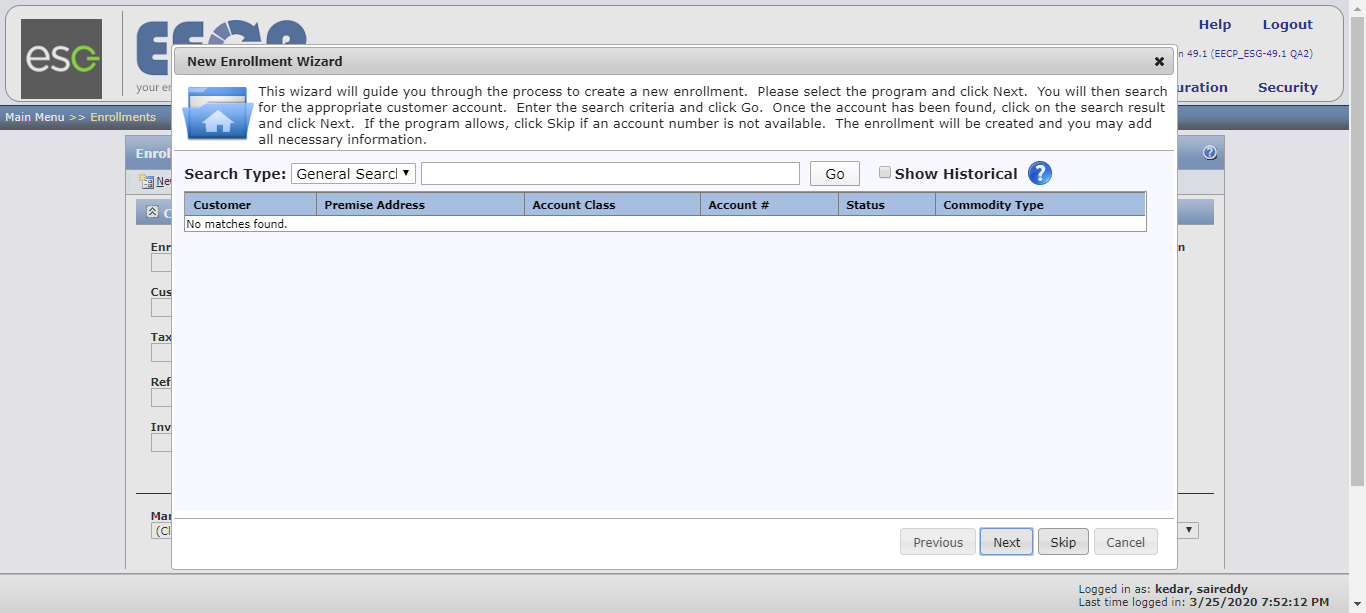 esc
Help Logout
your
n 49.1 (EECP_ESG-49.1 QA2)
uration Security
Main Menu >> Enrollments
New Enrollment Wizard
This wizard will guide you through the process to create a new enrollment. Please select the program and click Next. You will then search
for the appropriate customer account. Enter the search criteria and click Go. Once the account has been found, click on the search result
and click Next. If the program allows, click Skip if an account number is not available. The enrollment will be created and you may add
all necessary information.
Search Type: General Search Go Show Historical ?
Customer Premise Address Account Class Account # Status Commodity Type
No matches found.
Enrol
Ne
C
Enr
n
Cus
Tax
Ref
Inv
Mar
(Cl
Previous Next Skip Cancel
Logged in as: kedar, saireddy
Last time logged in: 3/25/2020 7:52:12 PM